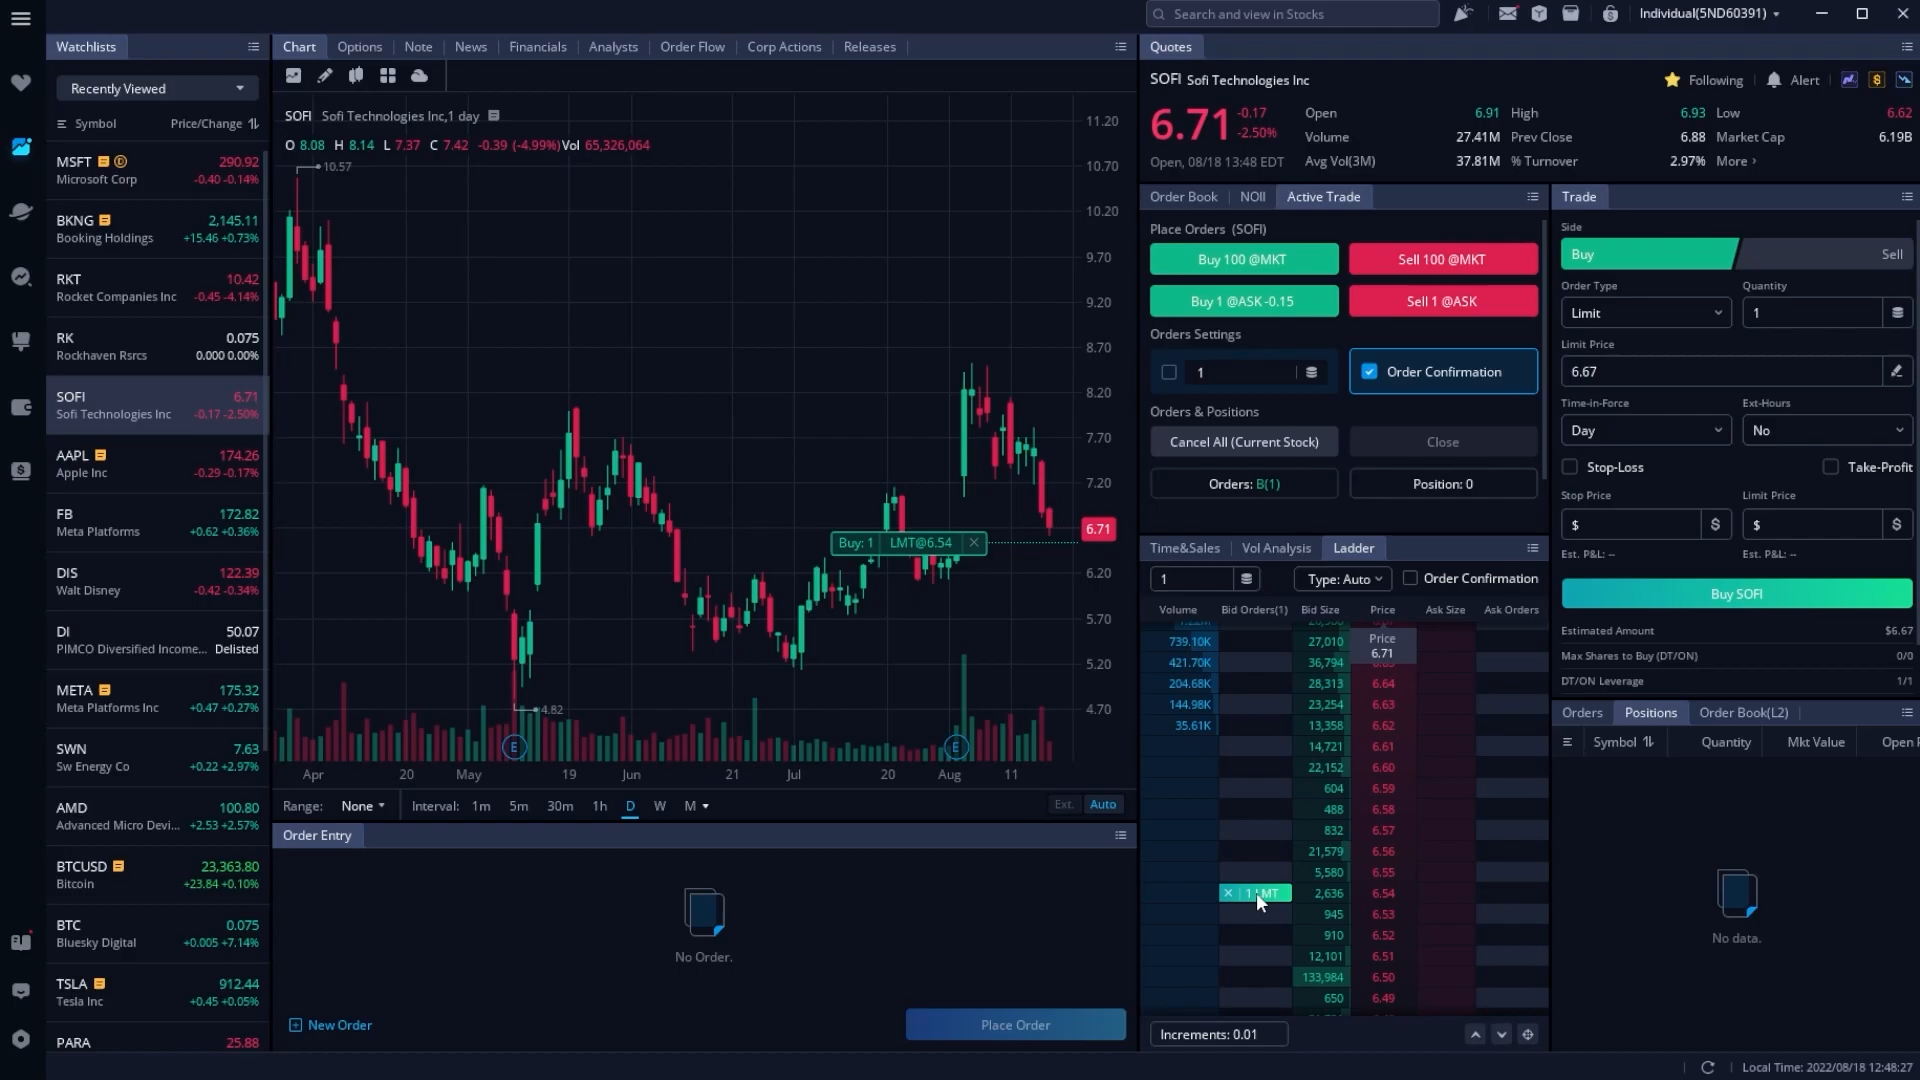 Search and view in Stocks
Individual(5ND60391)
Watchlists
Recently Viewed
Symbol Price/Change
MSFT 290.92
Microsoft Corp -0.40 -0.14%
BKNG 2,145.11
Booking Holdings +15.46 +0.73%
RKT 10.42
Rocket Companies Inc -0.45 -4.14%
RK 0.075
Rockhaven Rsrcs 0.000 0.00%
SOFI 6.71
Sofi Technologies Inc -0.17 -2.50%
AAPL 174.26
Apple Inc -0.29 -0.17%
FB 172.82
Meta Platforms +0.62 +0.36%
DIS 122.39
Walt Disney -0.42 -0.34%
DI 50.07
PIMCO Diversified Income... Delisted
META 175.32
Meta Platforms Inc +0.47 +0.27%
SWN 7.63
Sw Energy Co +0.22 +2.97%
AMD 100.80
Advanced Micro Devi... +2.53 +2.57%
BTCUSD 23,363.80
Bitcoin +23.84 +0.10%
BTC 0.075
Bluesky Digital +0.005 +7.14%
TSLA 912.44
Tesla Inc +0.45 +0.05%
PARA 25.88
Chart Options Note News Financials Analysts Order Flow Corp Actions Releases
SOFI Sofi Technologies Inc,1 day
O 8.08 H 8.14 L 7.37 C 7.42 -0.39 (-4.99%)Vol 65,326,064
10.57
11.20
10.70
10.20
9.70
9.20
8.70
8.20
7.70
7.20
6.71
Buy: 1 LMT@6.54
6.20
5.70
5.20
4.70
4.82
E E
Apr 20 May 19 Jun 21 Jul 20 Aug 11
Range: None Interval: 1m 5m 30m 1h D W M Ext. Auto
Order Entry
No Order.
New Order Place Order
Quotes
SOFI Sofi Technologies Inc Following Alert
6.71 -0.17
-2.50%
Open, 08/18 13:48 EDT
Open 6.91 High 6.93 Low 6.62
Volume 27.41M Prev Close 6.88 Market Cap 6.19B
Avg Vol(3M) 37.81M % Turnover 2.97% More
Order Book NOII Active Trade
Place Orders (SOFI)
Buy 100 @MKT Sell 100 @MKT
Buy 1 @ASK -0.15 Sell 1 @ASK
Orders Settings
1 Order Confirmation
Orders & Positions
Cancel All (Current Stock) Close
Orders: B(1) Position: 0
Time&Sales Vol Analysis Ladder
1 Type: Auto Order Confirmation
Volume Bid Orders(1) Bid Size Price Ask Size Ask Orders
Price
6.71
739.10K 27,010
421.70K 36,794
204.68K 28,313 6.64
144.98K 23,254 6.63
35.61K 13,358 6.62
14,721 6.61
22,152 6.60
604 6.59
488 6.58
832 6.57
21,579 6.56
5,580 6.55
1 LMT 2,636 6.54
945 6.53
910 6.52
12,101 6.51
133,984 6.50
650 6.49
Increments: 0.01
Trade
Side
Buy Sell
Order Type Quantity
Limit 1
Limit Price
6.67
Time-in-Force Ext-Hours
Day No
Stop-Loss Take-Profit
Stop Price Limit Price
$ $ $ $
Est. P&L: -- Est. P&L: --
Buy SOFI
Estimated Amount $6.67
Max Shares to Buy (DT/ON) 0/0
DT/ON Leverage 1/1
Orders Positions Order Book(L2)
Symbol Quantity Mkt Value Open
No data.
Local Time: 2022/08/18 12:48:27